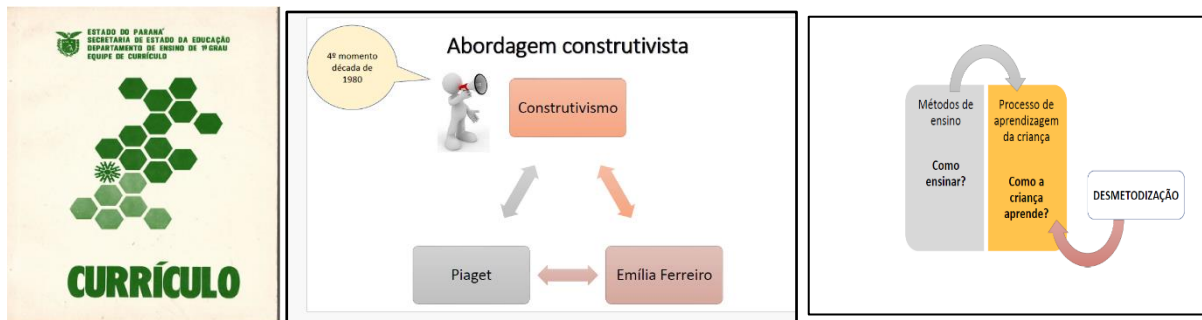 ESTADO DO PARANÁ
SECRETARIA DE ESTADO DA EDUCAÇÃO
DEPARTAMENTO DE ENSINO DE 1º GRAU
EQUIPE DE CURRÍCULO
CURRÍCULO
4º momento
década de
1980
Abordagem construtivista
Construtivismo
Piaget
Emília Ferreiro
Métodos de
ensino
Como
ensinar?
Processo de
aprendizagem
da criança
Como a
criança
aprende?
DESMETODIZAÇÃO